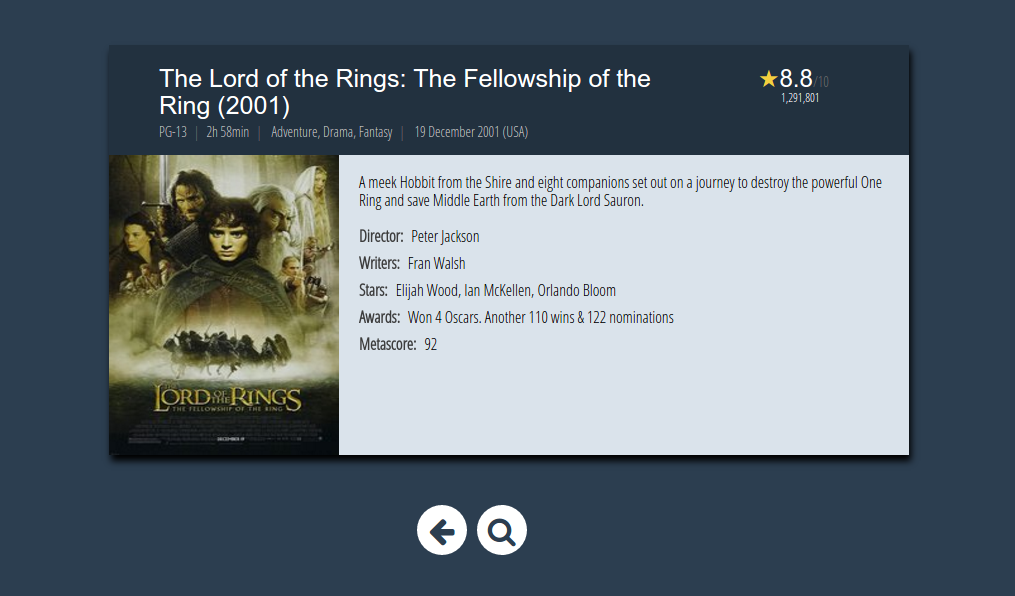 The Lord of the Rings: The Fellowship of the
Ring (2001)
8.8/10
1,291,801
PG-13 | 2h 58min | Adventure, Drama, Fantasy | 19 December 2001 (USA)
A meek Hobbit from the Shire and eight companions set out on a journey to destroy the powerful One
Ring and save Middle Earth from the Dark Lord Sauron.
Director: Peter Jackson
Writers: Fran Walsh
Stars: Elijah Wood, Ian McKellen, Orlando Bloom
Awards: Won 4 Oscars. Another 110 wins & 122 nominations
Metascore: 92
THE
LORD OF THE RINGS
THE FELLOWSHIP OF THE RING